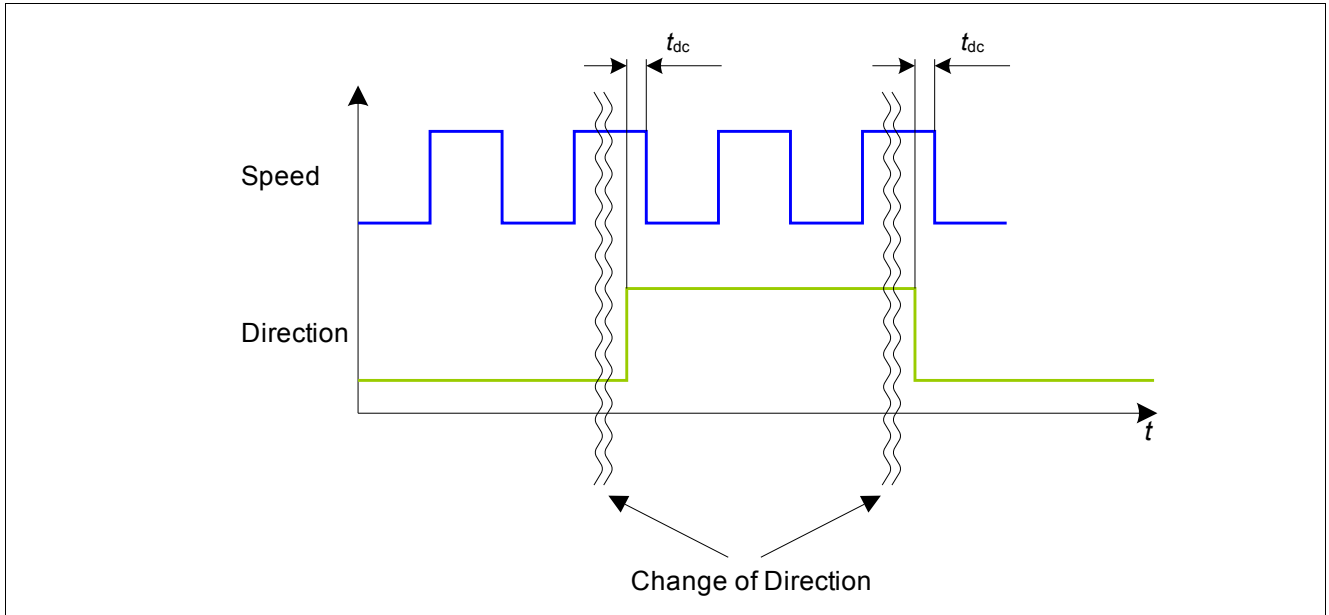 tdc tdc
Speed
Direction
t
Change of Direction